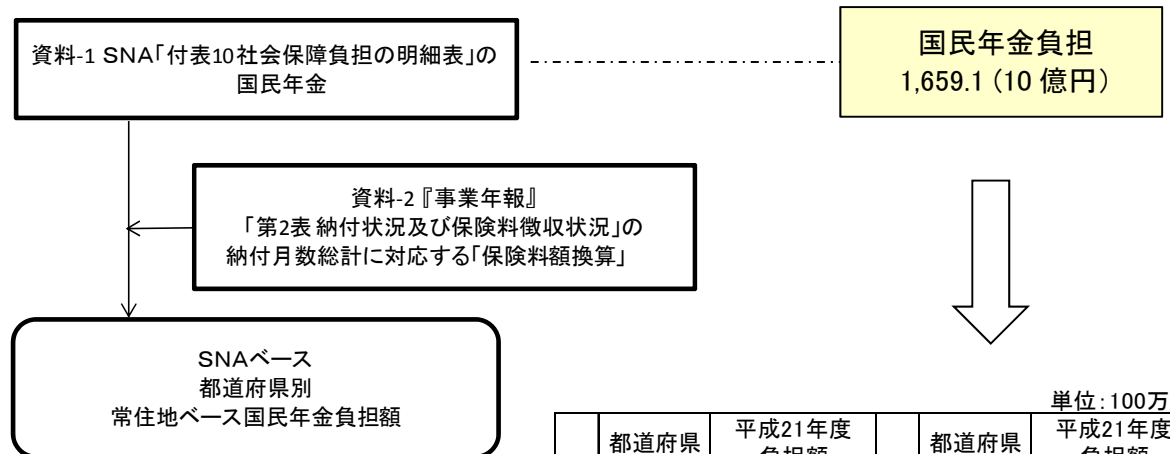 資料-1 SNA「付表10社会保障負担の明細表」の
国民年金
国民年金負担
1,659.1 (10 億円)
資料-2『事業年報』
「第2表 納付状況及び保険料徴収状況」の
納付月数総計に対応する「保険料額換算」
SNAベース
都道府県別
常住地ベース国民年金負担額
単位：100万
都道府県 平成21年度 都道府県 平成21年度